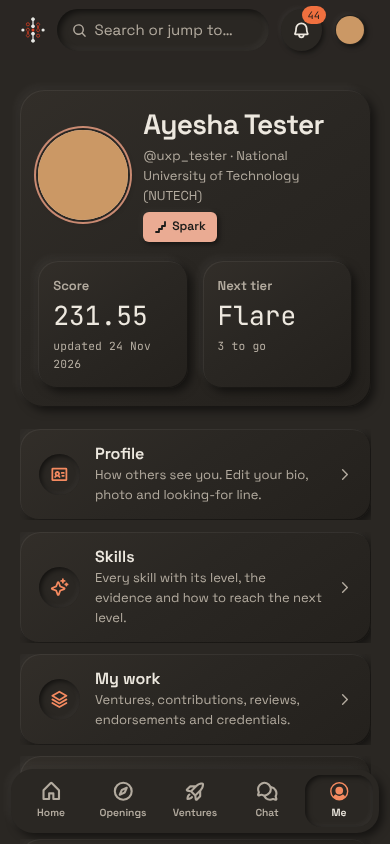 Search or jump to...
44
Ayesha Tester
@uxp_tester · National
University of Technology
(NUTECH)
Spark
Score
231.55
updated 24 Nov
2026
Next tier
Flare
3 to go
Profile
How others see you. Edit your bio,
photo and looking-for line.
Skills
Every skill with its level, the
evidence and how to reach the next
level.
My work
Ventures, contributions, reviews,
endorsements and credentials.
Home
Openings
Ventures
Chat
Me